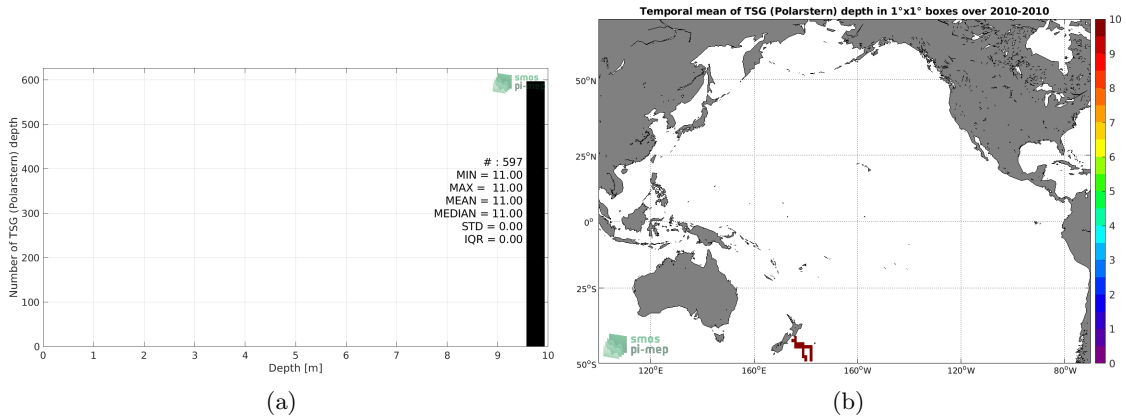 smos
pi-mep
600
500
400
300
200
100
0
Number of TSG (Polarstern) depth
# : 597
MIN = 11.00
MAX = 11.00
MEAN = 11.00
MEDIAN = 11.00
STD = 0.00
IQR = 0.00
0 1 2 3 4 5 6 7 8 9 10
Depth [m]
(a)
Temporal mean of TSG (Polarstern) depth in 1°x1° boxes over 2010-2010
50°N
25°N
0°
25°S
50°S
120°E 160°E 160°W 120°W 80°W
smos
pi-mep
10
9
8
7
6
5
4
3
2
1
0
(b)